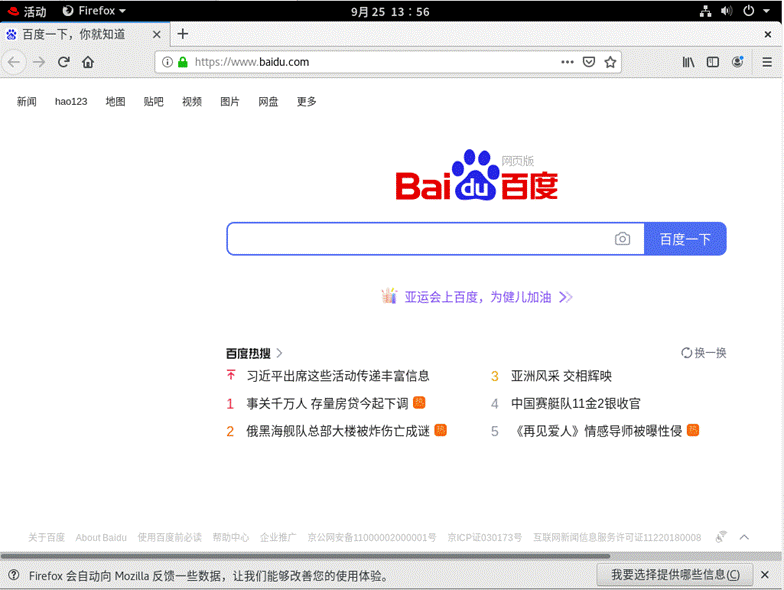 活动 Firefox 9月25 13：56
百度一下，你就知道
https://www.baidu.com
新闻 hao123 地图 贴吧 视频 图片 网盘 更多
网页版
Bai du 百度
百度一下
亚运会上百度，为健儿加油
百度热搜 换一换
习近平出席这些活动传递丰富信息
3 亚洲风采 交相辉映
1 事关千万人 存量房贷今起下调 热
4 中国赛艇队11金2银收官
2 俄黑海舰队总部大楼被炸伤亡成谜 热
5 《再见爱人》情感导师被曝性侵 热
关于百度 About Baidu 使用百度前必读 帮助中心 企业推广 京公网安备11000002000001号 京ICP证030173号 互联网新闻信息服务许可证11220180008
Firefox 会自动向 Mozilla 反馈一些数据，让我们能够改善您的使用体验。 我要选择提供哪些信息(C)